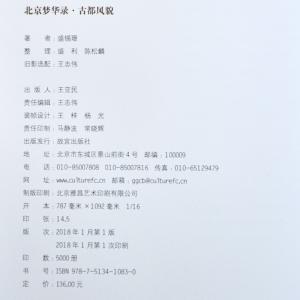 北京梦华录·古都风貌
著 者：盛锡珊
整 理：盛 利 陈松麟
旧影选配：王志伟
出 版 人：王亚民
责任编辑：王志伟
装帧设计：王 梓 杨 光
责任印制：马静波 常晓辉
出版发行：故宫出版社
地 址：北京市东城区景山前街4号 邮编：100009
电 话：010-85007808 010-85007816 传真：010-65129479
网 址：www.culturefc.cn 邮箱：ggcb@culturefc.cn
制版印刷：北京雅昌艺术印刷有限公司
开 本：787 毫米×1092 毫米 1/16
印 张：14.5
版 次：2018 年 1 月第 1 版
2018 年 1 月第 1 次印刷
印 数：5000 册
书 号：ISBN 978-7-5134-1083-0
定 价：136.00 元